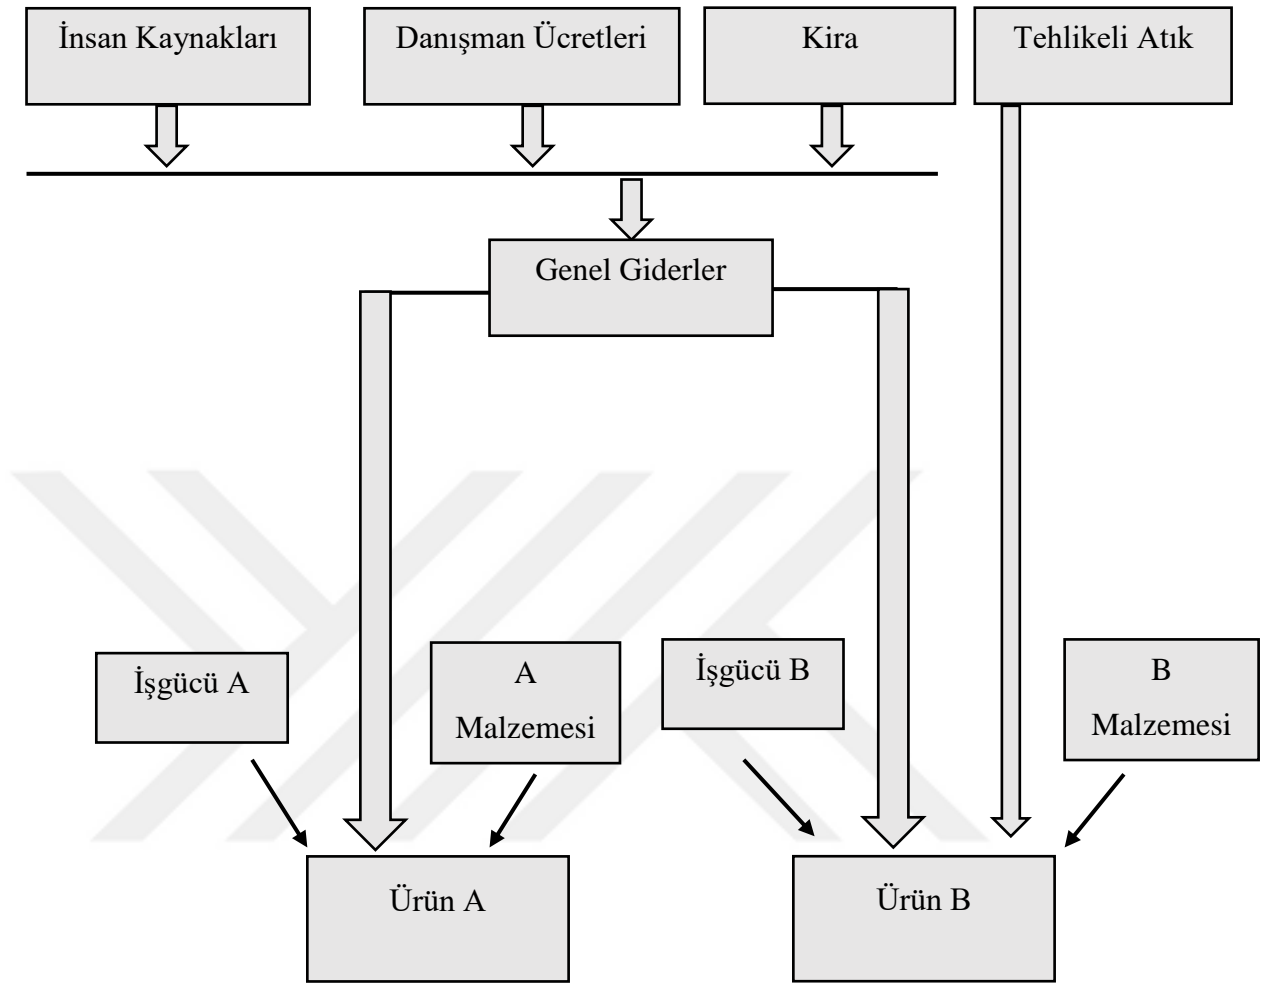 İnsan Kaynakları
Danışman Ücretleri
Kira
Tehlikeli Atık
Genel Giderler
İşgücü A
A
Malzemesi
İşgücü B
B
Malzemesi
Ürün A
Ürün B